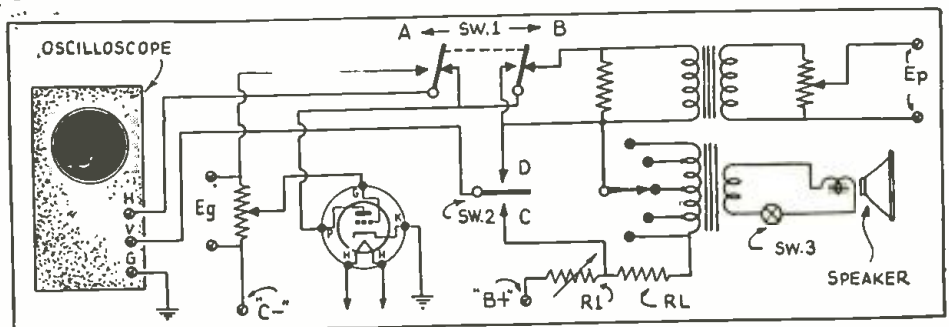 OSCILLOSCOPE
A SW.1 B
Ep
H
V
G
Eg
G
P
K
H H
D
SW.2
C
SW.3
SPEAKER
"C-"
"B+"
R1
RL